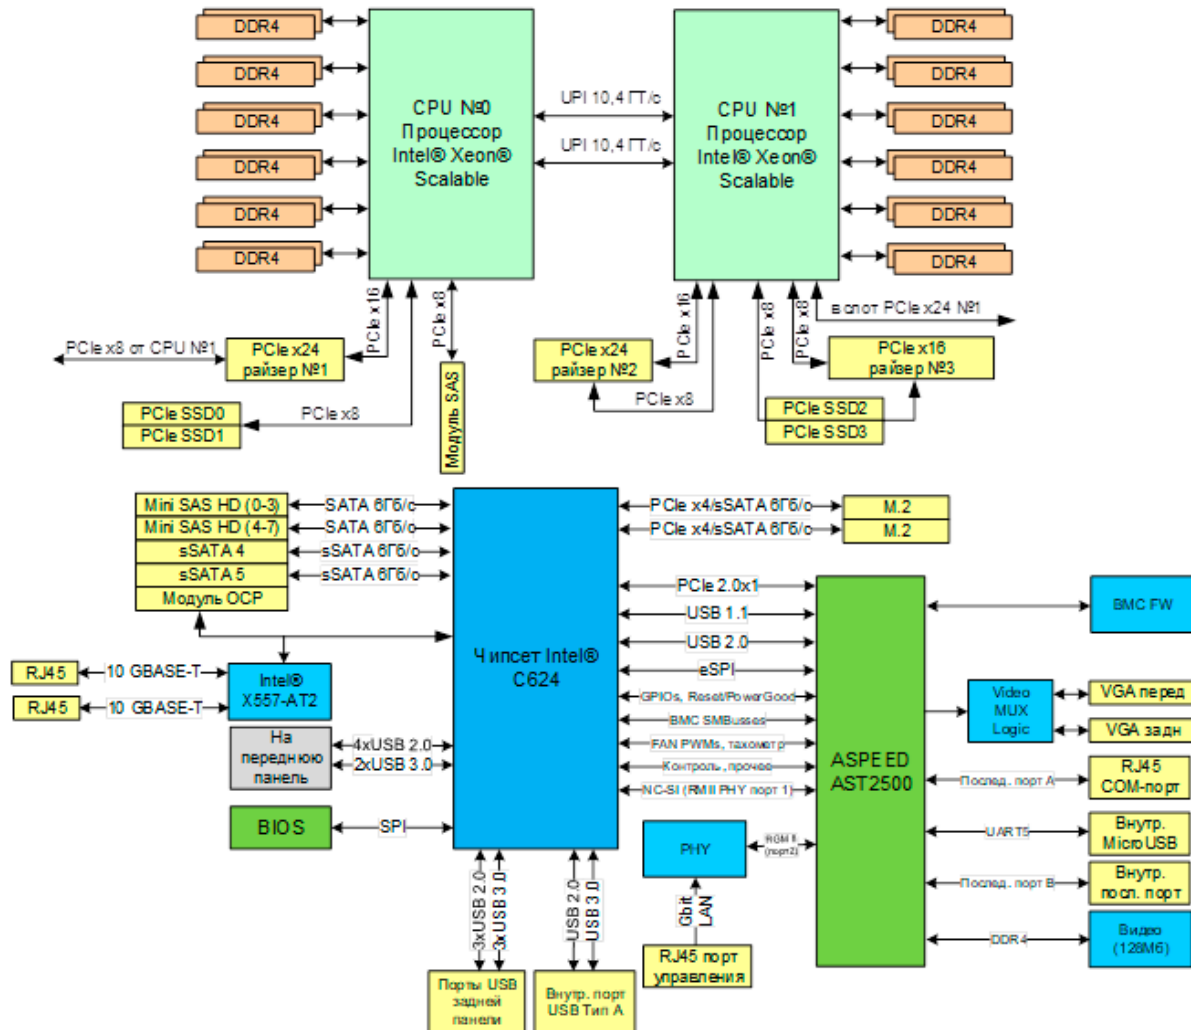 DDR4
DDR4
DDR4
DDR4
DDR4
DDR4
CPU №0
Процессор
Intel® Xeon®
Scalable
UPI 10,4 ГТ/с
UPI 10,4 ГТ/с
CPU №1
Процессор
Intel® Xeon®
Scalable
DDR4
DDR4
DDR4
DDR4
DDR4
DDR4
PCIe x16
PCIe x8
PCIe x16
PCIe x8
PCIe x8
в слот PCIe x24 №1
PCIe x8 от CPU №1
PCIe x24
райзер №1
PCIe x24
райзер №2
PCIe x16
райзер №3
PCIe SSD0
PCIe SSD1
PCIe x8
Модуль SAS
PCIe x8
PCIe SSD2
PCIe SSD3
Mini SAS HD (0-3)
Mini SAS HD (4-7)
sSATA 4
sSATA 5
Модуль OCP
SATA 6Гб/с
SATA 6Гб/с
sSATA 6Гб/с
sSATA 6Гб/с
Чипсет Intel®
C624
PCIe x4/sSATA 6Гб/с
PCIe x4/sSATA 6Гб/с
M.2
M.2
RJ45
RJ45
10 GBASE-T
10 GBASE-T
Intel®
X557-AT2
На
переднюю
панель
4xUSB 2.0
2xUSB 3.0
BIOS
SPI
PCIe 2.0x1
USB 1.1
USB 2.0
eSPI
GPIOs, Reset/PowerGood
BMC SMBusses
FAN PWMs, тахометр
Контроль, прочее
NC-SI (RMII PHY порт 1)
ASPEED
AST2500
BMC FW
Video
MUX
Logic
VGA перед
VGA задн
Послед. порт A
RJ45
COM-порт
UART5
Внутр.
MicroUSB
Послед. порт B
Внутр.
посл. порт
DDR4
Видео
(128Мб)
PHY
RGMII
(порт2)
Gbit
LAN
RJ45 порт
управления
3xUSB 2.0
3xUSB 3.0
USB 2.0
USB 3.0
Порты USB
задней
панели
Внутр. порт
USB Тип A